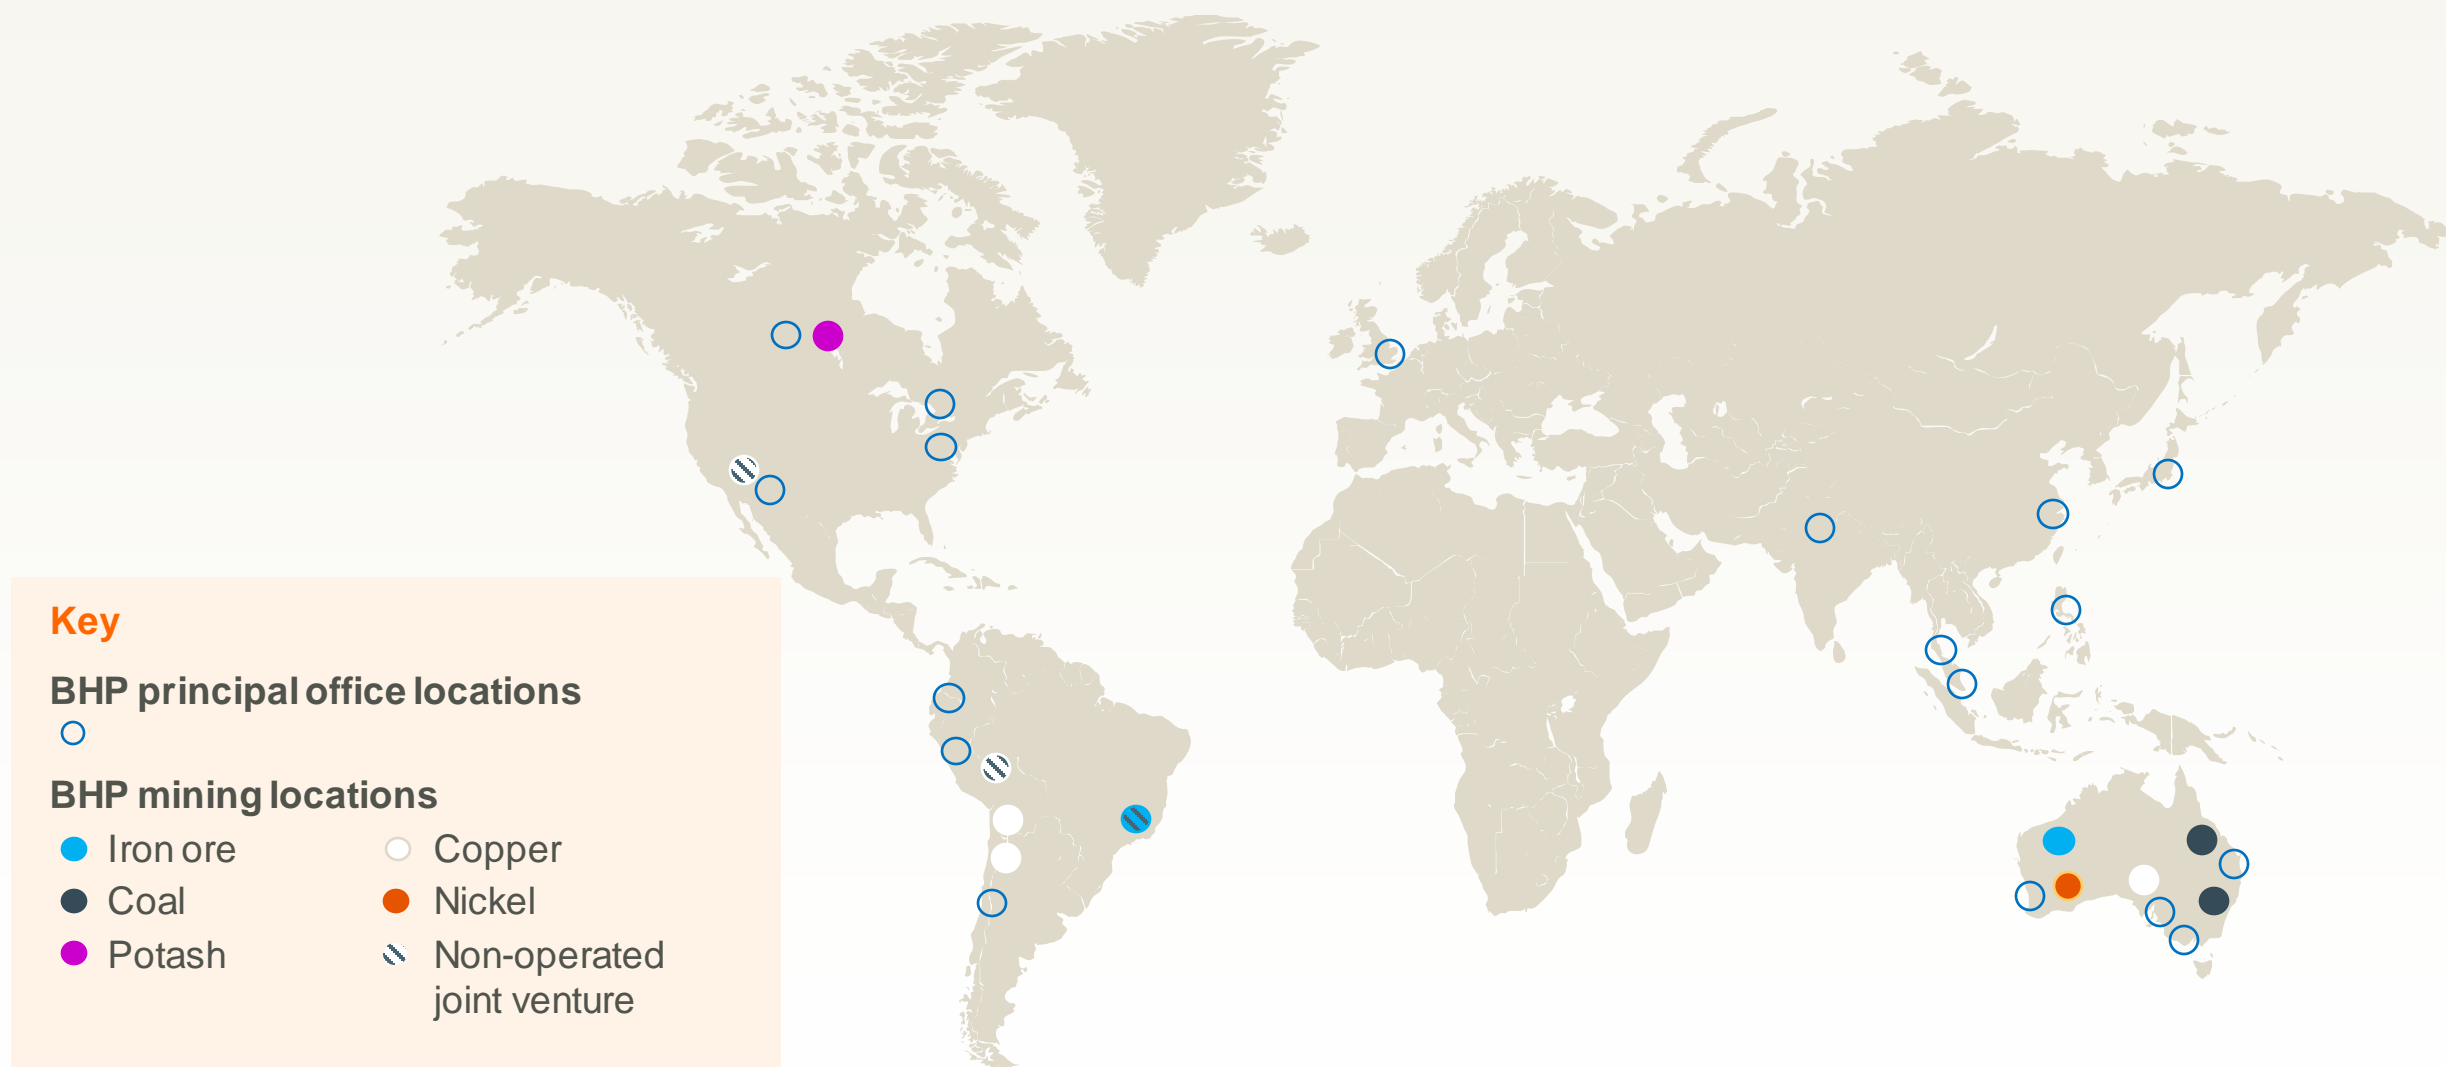 Key
BHP principal office locations
BHP mining locations
Iron ore
Copper
Coal
Nickel
Potash
Non-operated
joint venture